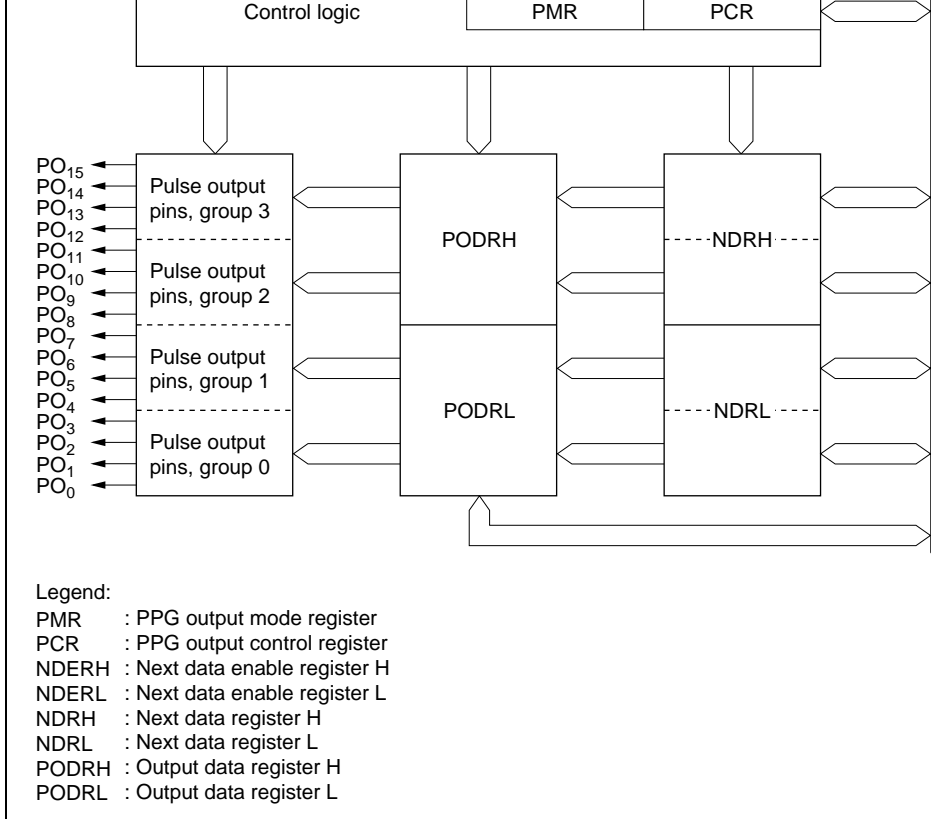 Control logic PMR PCR
PO15
PO14
PO13
PO12
PO11
PO10
PO9
PO8
PO7
PO6
PO5
PO4
PO3
PO2
PO1
PO0
Pulse output
pins, group 3
Pulse output
pins, group 2
Pulse output
pins, group 1
Pulse output
pins, group 0
PODRH
PODRL
NDRH
NDRL
Legend:
PMR : PPG output mode register
PCR : PPG output control register
NDERH : Next data enable register H
NDERL : Next data enable register L
NDRH : Next data register H
NDRL : Next data register L
PODRH : Output data register H
PODRL : Output data register L